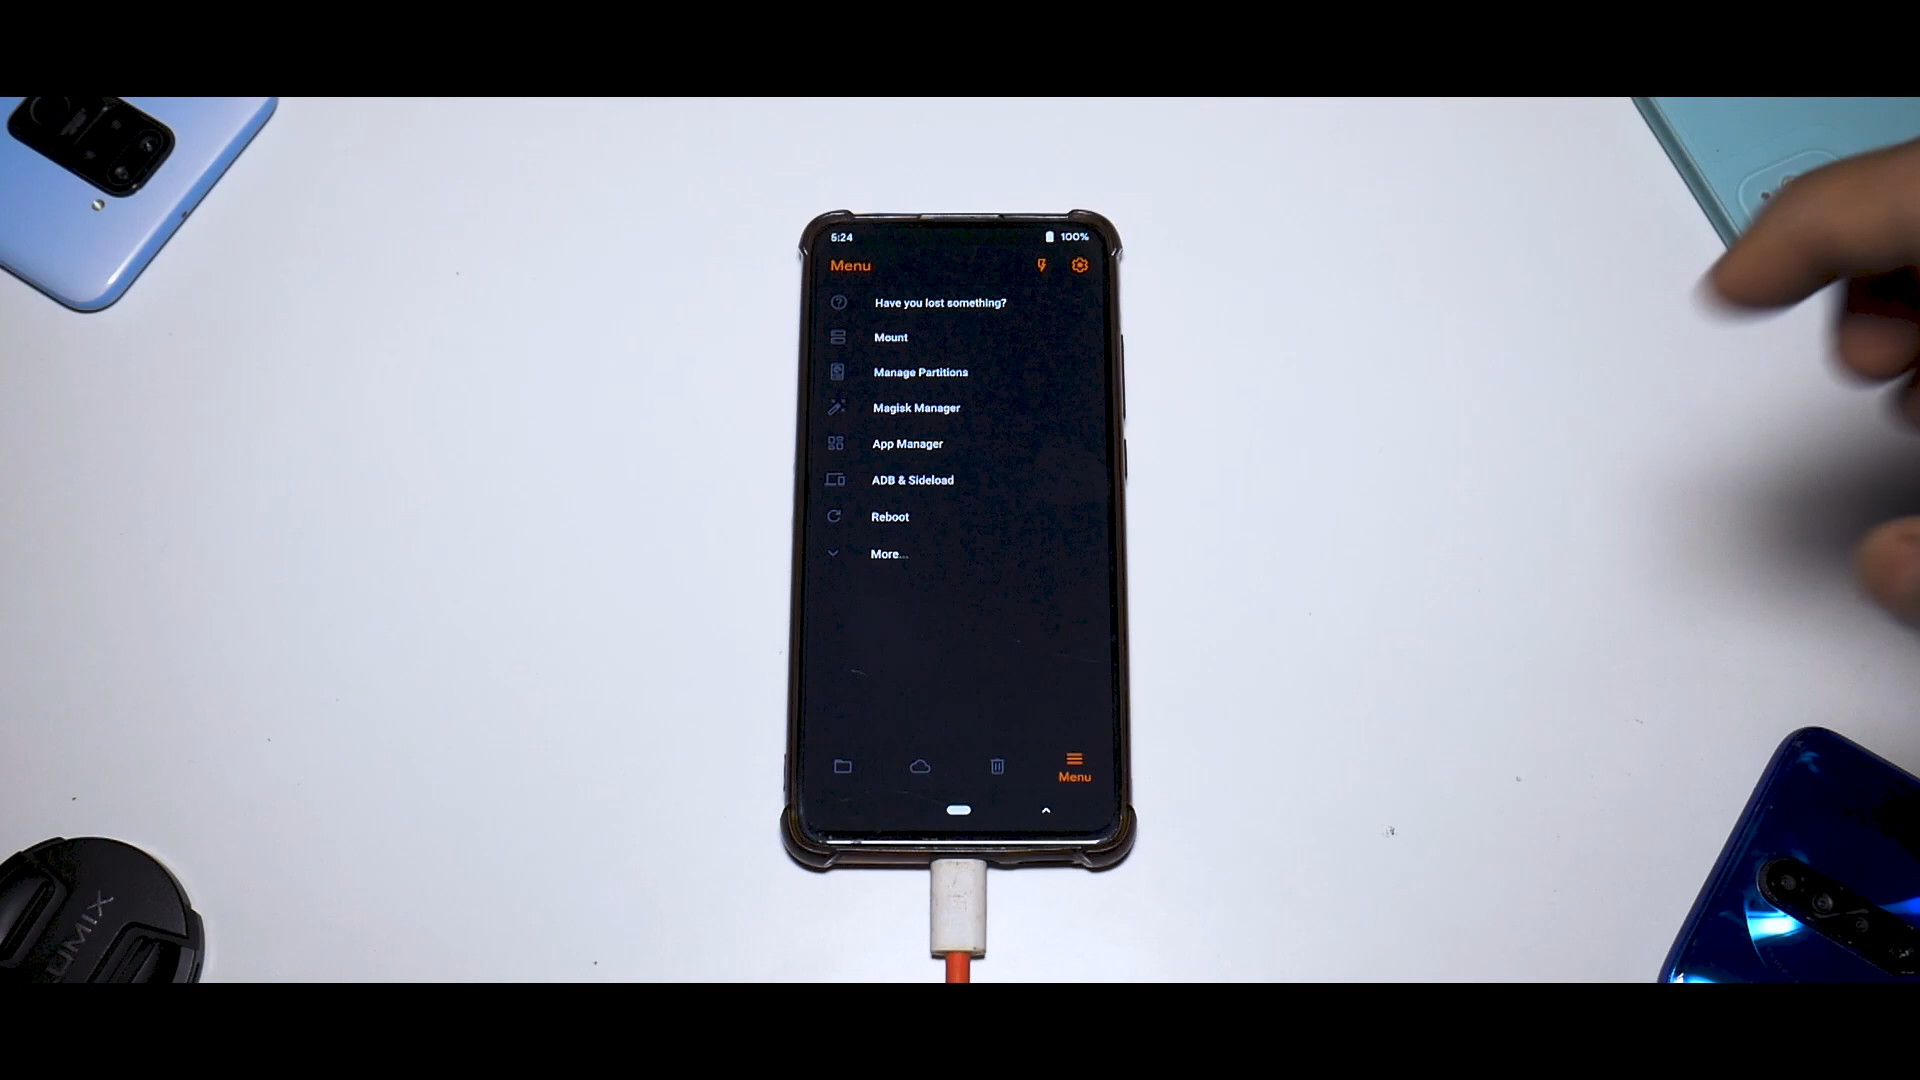 5:24
100%
Menu
Have you lost something?
Mount
Manage Partitions
Magisk Manager
App Manager
ADB & Sideload
Reboot
More...
Menu
UMIX